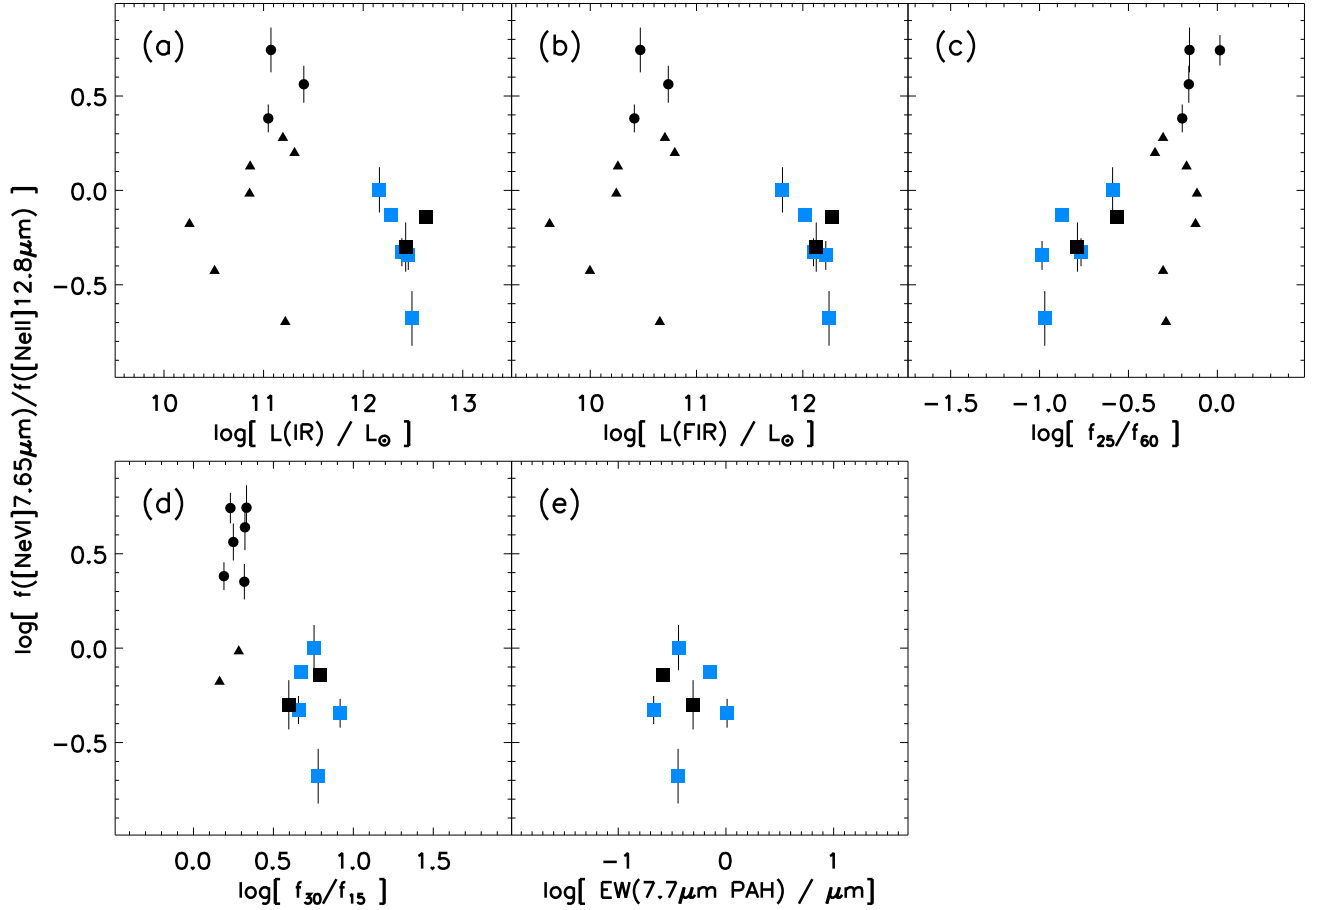 (a) (b) (c)
0.5
0.0
−0.5
10 11 12 13 10 11 12 −1.5 −1.0 −0.5 0.0
log[ L(IR) / L⊙ ] log[ L(FIR) / L⊙ ] log[ f25/f60 ]
log[ f([NeVI]7.65μm)/f([NeII]12.8μm) ]
(d) (e)
0.5
0.0
−0.5
0.0 0.5 1.0 1.5 −1 0 1
log[ f30/f15 ] log[ EW(7.7μm PAH) / μm]